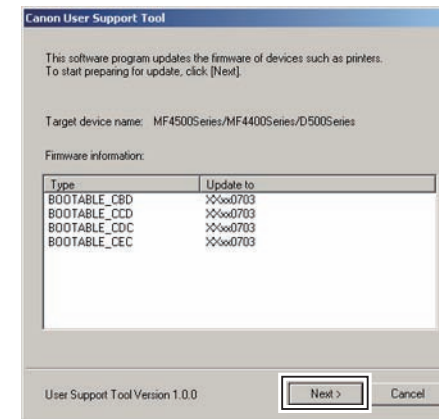 Canon User Support Tool
This software program updates the firmware of devices such as printers.
To start preparing for update, click [Next].
Target device name: MF4500Series/MF4400Series/D500Series
Firmware information:
Type Update to
BOOTABLE_CBD XXxx0703
BOOTABLE_CCD XXxx0703
BOOTABLE_CDC XXxx0703
BOOTABLE_CEC XXxx0703
User Support Tool Version 1.0.0 Next > Cancel